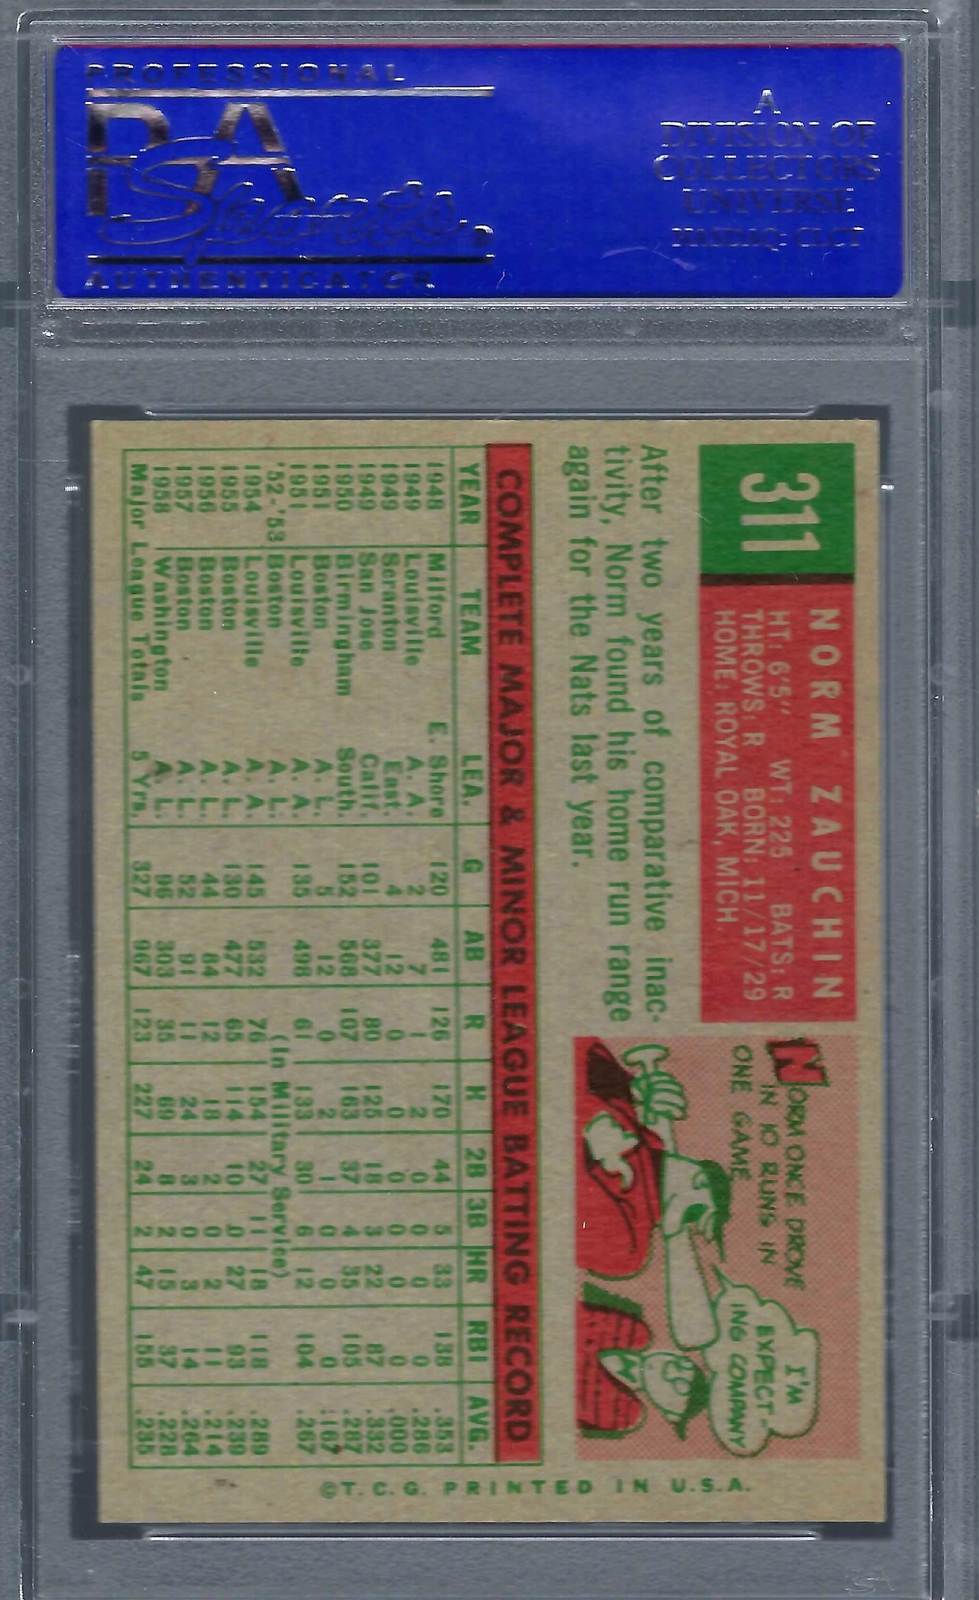 PROFESSIONAL
PSA
Sports
AUTHENTICATOR
A
DIVISION OF
COLLECTORS
UNIVERSE
NASDAQ: CLCT
311
NORM ZAUCHIN
HT: 6'5" WT: 225 BATS: R
THROWS: R BORN: 11/17/29
HOME: ROYAL OAK, MICH.
After two years of comparative inac-
tivity, Norm found his home run range
again for the Nats last year.
NORM ONCE DROVE
IN 10 RUNS IN
ONE GAME
I'M
EXPECT-
ING COMPANY
COMPLETE MAJOR & MINOR LEAGUE BATTING RECORD
YEAR TEAM LEA. G AB R H 2B 3B HR RBI AVG.
1948 Milford E. Shore 120 481 126 170 44 5 33 138 .353
1949 Louisville A. A. 2 7 1 2 0 0 0 0 .286
1949 Scranton East. 4 12 0 0 0 0 0 0 .000
1949 San Jose Calif. 101 377 80 125 18 3 22 87 .332
1950 Birmingham South. 152 568 107 163 37 4 35 105 .287
1951 Boston A. L. 5 12 0 2 1 0 0 0 .167
1951 Louisville A. A. 135 498 61 133 30 6 12 104 .267
'52-'53 Boston A. L. (In Military Service)
1954 Louisville A. A. 145 532 76 154 27 11 18 118 .289
1955 Boston A. L. 130 477 65 114 10 0 27 93 .239
1956 Boston A. L. 44 84 12 18 2 0 2 11 .214
1957 Boston A. L. 52 91 11 24 3 0 3 14 .264
1958 Washington A. L. 96 303 35 69 8 2 15 37 .228
Major League Totals 5 Yrs. 327 967 123 227 24 2 47 155 .235
©T. C. G. PRINTED IN U.S.A.